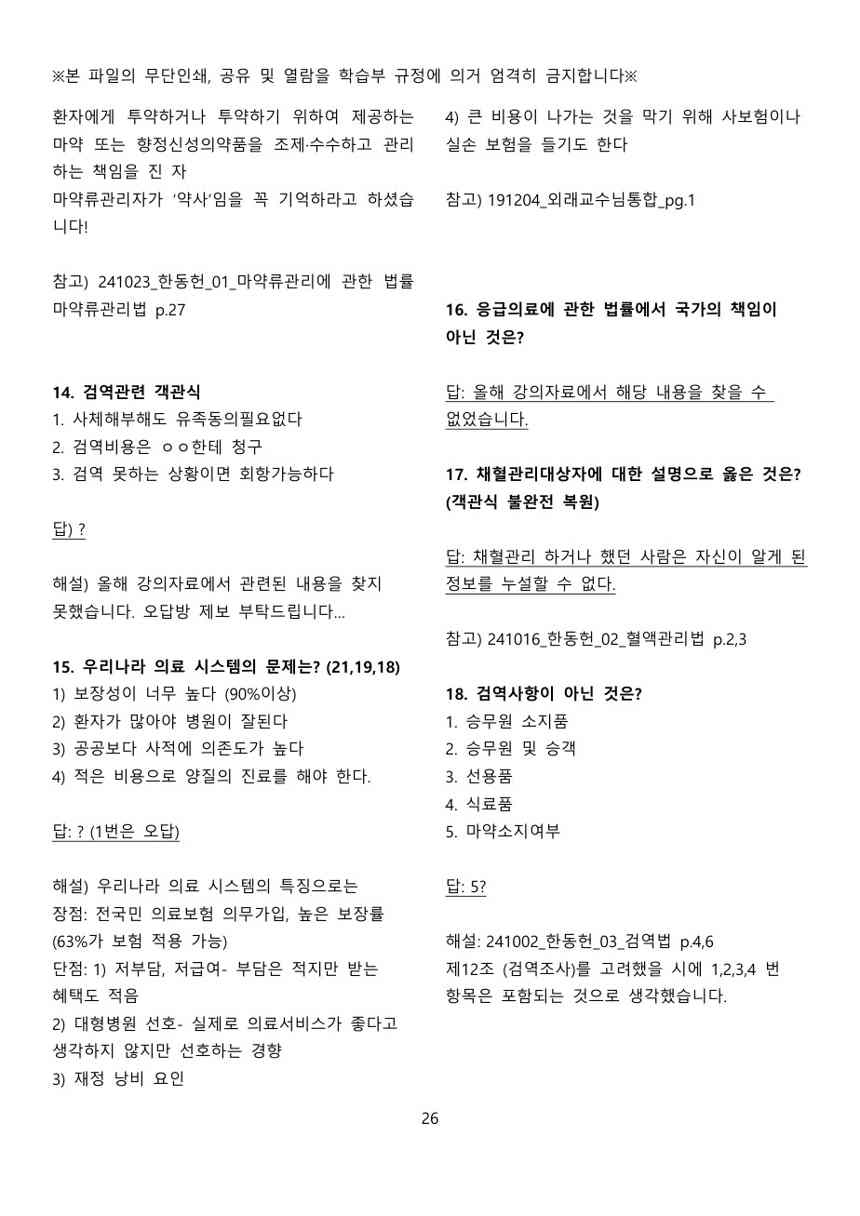 ※본 파일의 무단인쇄, 공유 및 열람을 학습부 규정에 의거 엄격히 금지합니다※
환자에게 투약하거나 투약하기 위하여 제공하는
마약 또는 향정신성의약품을 조제·수수하고 관리
하는 책임을 진 자
마약류관리자가 '약사'임을 꼭 기억하라고 하셨습
니다!
참고) 241023_한동헌_01_마약류관리에 관한 법률
마약류관리법 p.27
14. 검역관련 객관식
1. 사체해부해도 유족동의필요없다
2. 검역비용은 ㅇㅇ한테 청구
3. 검역 못하는 상황이면 회항가능하다
답) ?
해설) 올해 강의자료에서 관련된 내용을 찾지
못했습니다. 오답방 제보 부탁드립니다...
15. 우리나라 의료 시스템의 문제는? (21,19,18)
1) 보장성이 너무 높다 (90%이상)
2) 환자가 많아야 병원이 잘된다
3) 공공보다 사적에 의존도가 높다
4) 적은 비용으로 양질의 진료를 해야 한다.
답: ? (1번은 오답)
해설) 우리나라 의료 시스템의 특징으로는
장점: 전국민 의료보험 의무가입, 높은 보장률
(63%가 보험 적용 가능)
단점: 1) 저부담, 저급여- 부담은 적지만 받는
혜택도 적음
2) 대형병원 선호- 실제로 의료서비스가 좋다고
생각하지 않지만 선호하는 경향
3) 재정 낭비 요인
4) 큰 비용이 나가는 것을 막기 위해 사보험이나
실손 보험을 들기도 한다
참고) 191204_외래교수님통합_pg.1
16. 응급의료에 관한 법률에서 국가의 책임이
아닌 것은?
답: 올해 강의자료에서 해당 내용을 찾을 수
없었습니다.
17. 채혈관리대상자에 대한 설명으로 옳은 것은?
(객관식 불완전 복원)
답: 채혈관리 하거나 했던 사람은 자신이 알게 된
정보를 누설할 수 없다.
참고) 241016_한동헌_02_혈액관리법 p.2,3
18. 검역사항이 아닌 것은?
1. 승무원 소지품
2. 승무원 및 승객
3. 선용품
4. 식료품
5. 마약소지여부
답: 5?
해설: 241002_한동헌_03_검역법 p.4,6
제12조 (검역조사)를 고려했을 시에 1,2,3,4 번
항목은 포함되는 것으로 생각했습니다.
26